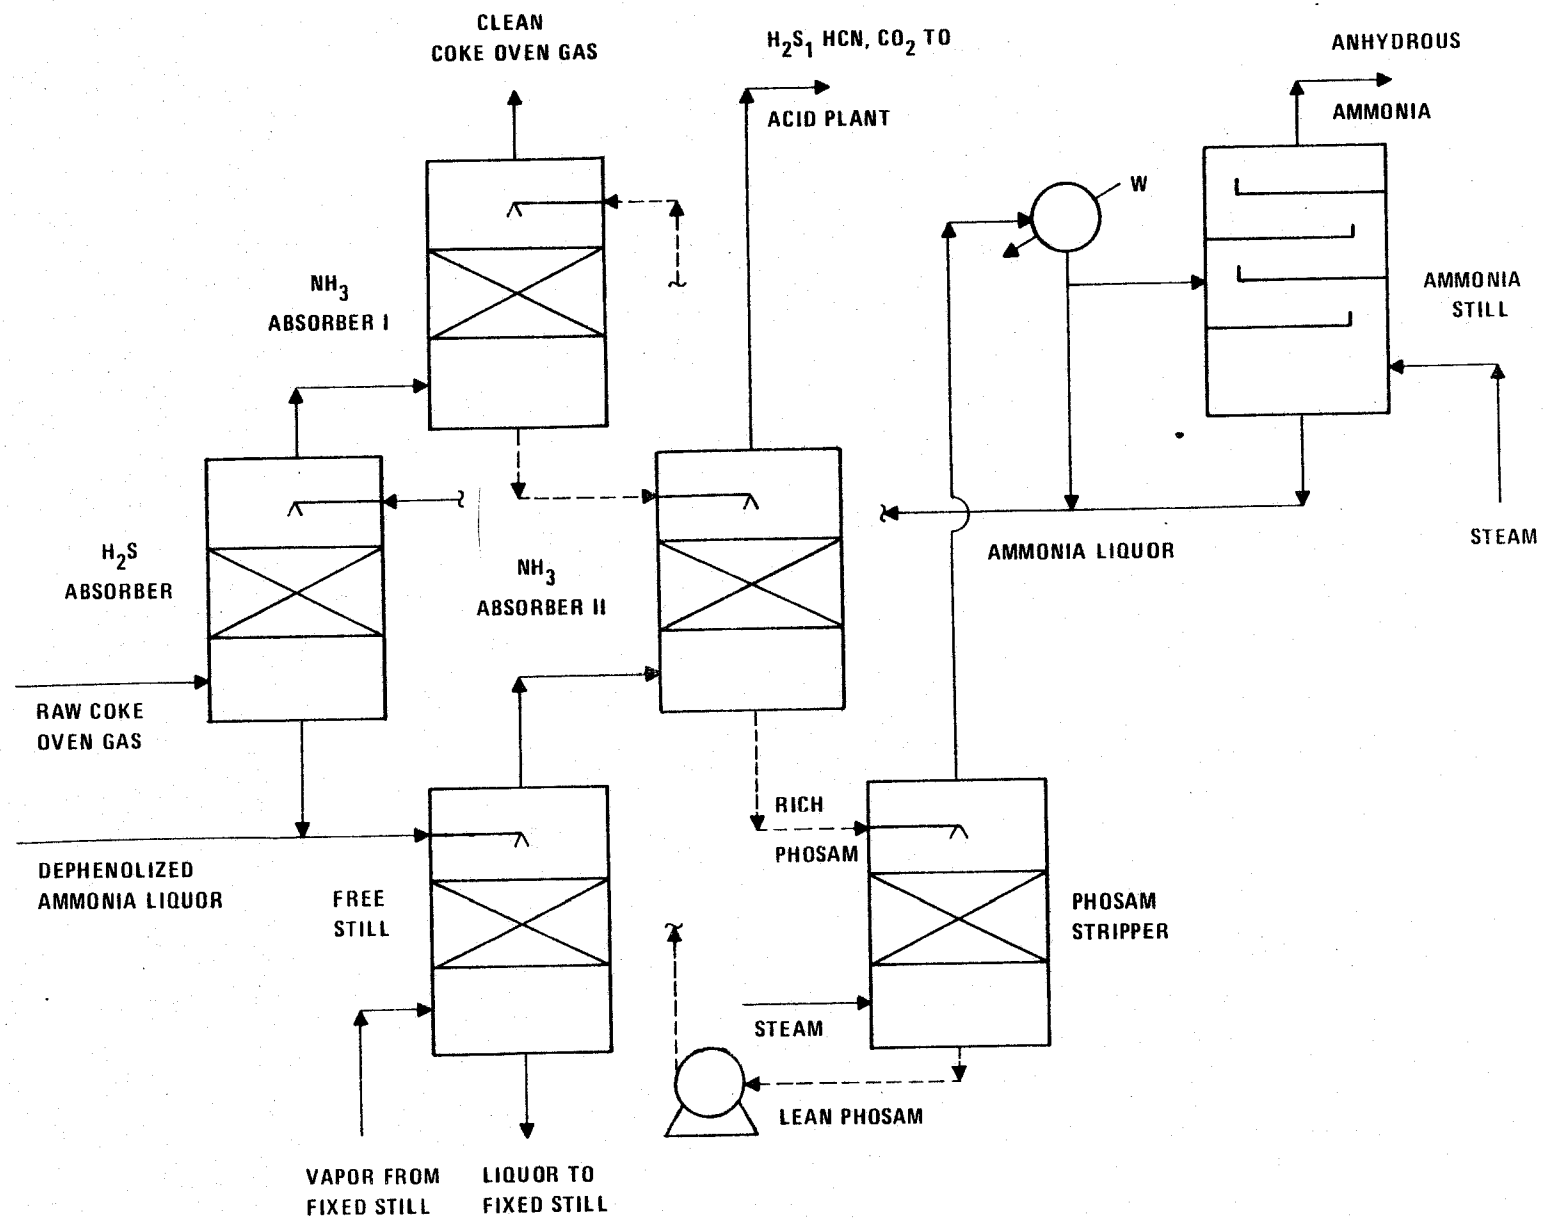 CLEAN
COKE OVEN GAS
H₂S₁ HCN, CO₂ TO
ACID PLANT
ANHYDROUS
AMMONIA
W
NH₃
ABSORBER I
AMMONIA
STILL
H₂S
ABSORBER
NH₃
ABSORBER II
AMMONIA LIQUOR
STEAM
RAW COKE
OVEN GAS
RICH
PHOSAM
DEPHENOLIZED
AMMONIA LIQUOR
FREE
STILL
PHOSAM
STRIPPER
STEAM
LEAN PHOSAM
VAPOR FROM
FIXED STILL
LIQUOR TO
FIXED STILL